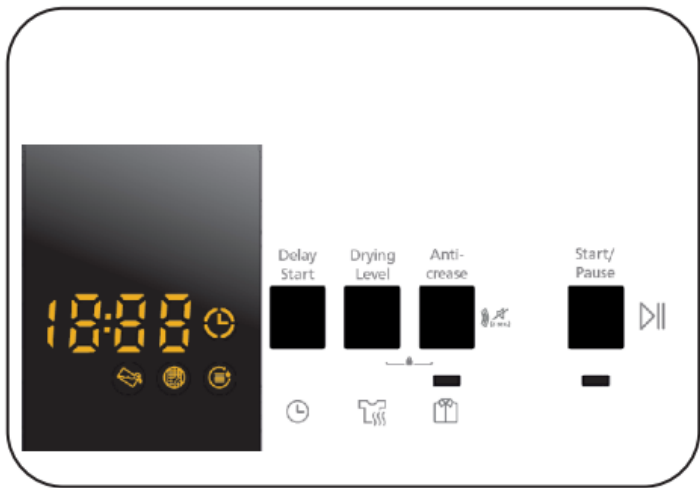 Delay
Start
Drying
Level
Anti-
crease
Start/
Pause
18:88